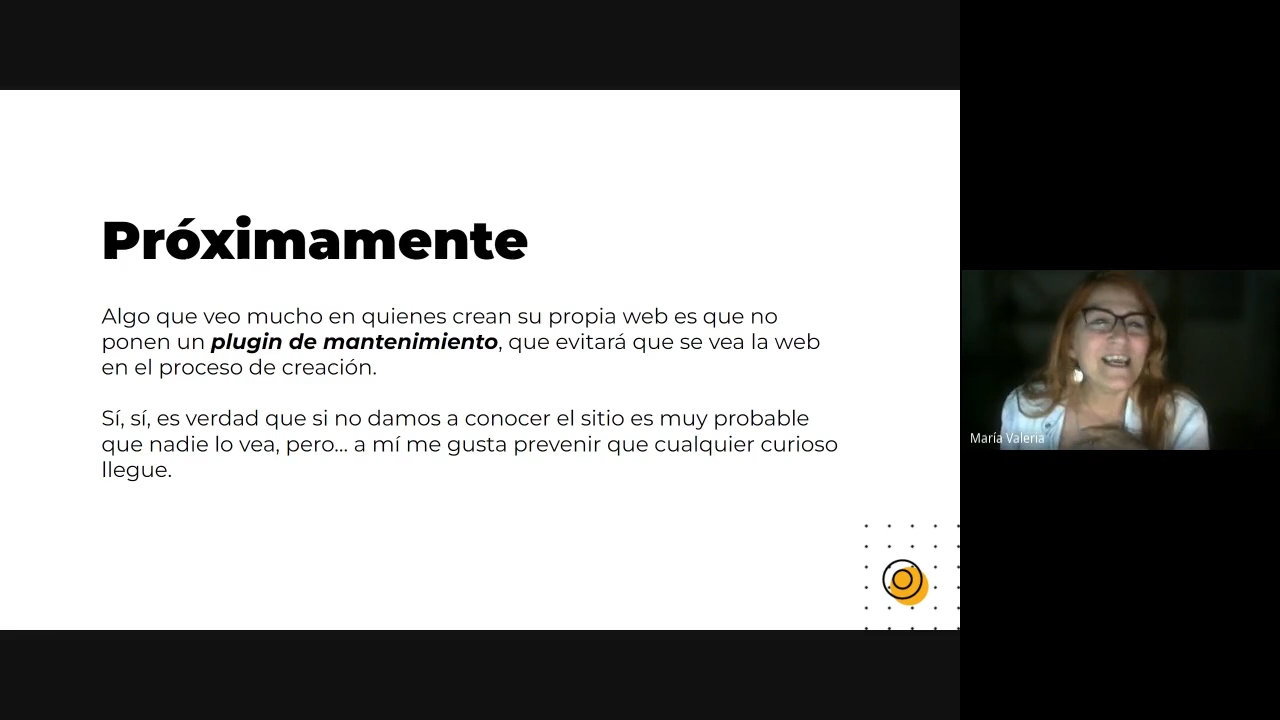 Próximamente
Algo que veo mucho en quienes crean su propia web es que no
ponen un plugin de mantenimiento, que evitará que se vea la web
en el proceso de creación.
Sí, sí, es verdad que si no damos a conocer el sitio es muy probable
que nadie lo vea, pero... a mí me gusta prevenir que cualquier curioso
llegue.
María Valeria